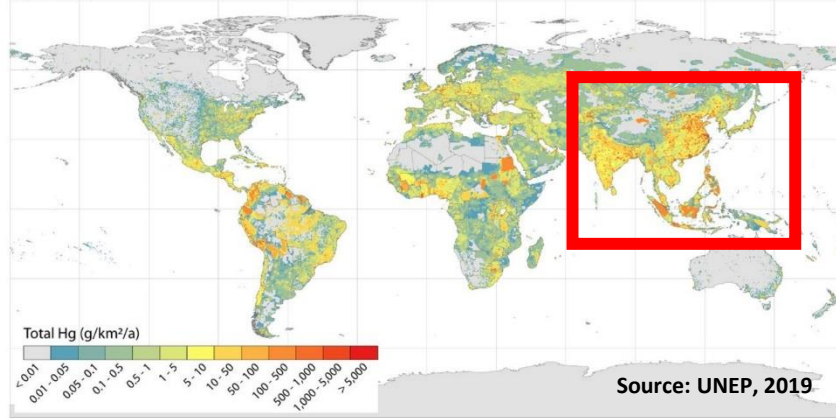 Total Hg (g/km²/a)
< 0.01
0.01 - 0.05
0.05 - 0.1
0.1 - 0.5
0.5 - 1
1 - 5
5 - 10
10 - 50
50 - 100
100 - 500
500 - 1,000
1,000 - 5,000
> 5,000
Source: UNEP, 2019